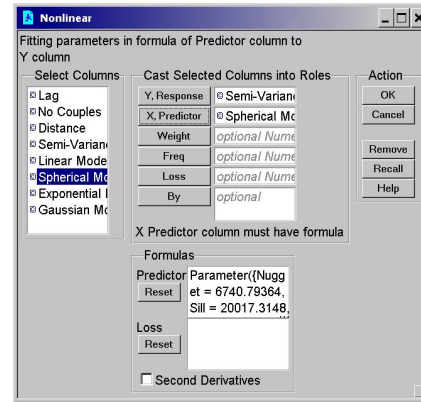 Nonlinear
Fitting parameters in formula of Predictor column to
Y column
Select Columns
Lag
No Couples
Distance
Semi-Varian
Linear Mode
Spherical Mc
Exponential
Gaussian Mc
Cast Selected Columns into Roles
Y, Response
Semi-Varian
X, Predictor
Spherical Mc
Weight
optional Nume
Freq
optional Nume
Loss
optional Nume
By
optional
X Predictor column must have formula
Action
OK
Cancel
Remove
Recall
Help
Formulas
Predictor
Reset
Parameter({Nugg
et = 6740.79364,
Sill = 20017.3148,
Loss
Reset
Second Derivatives